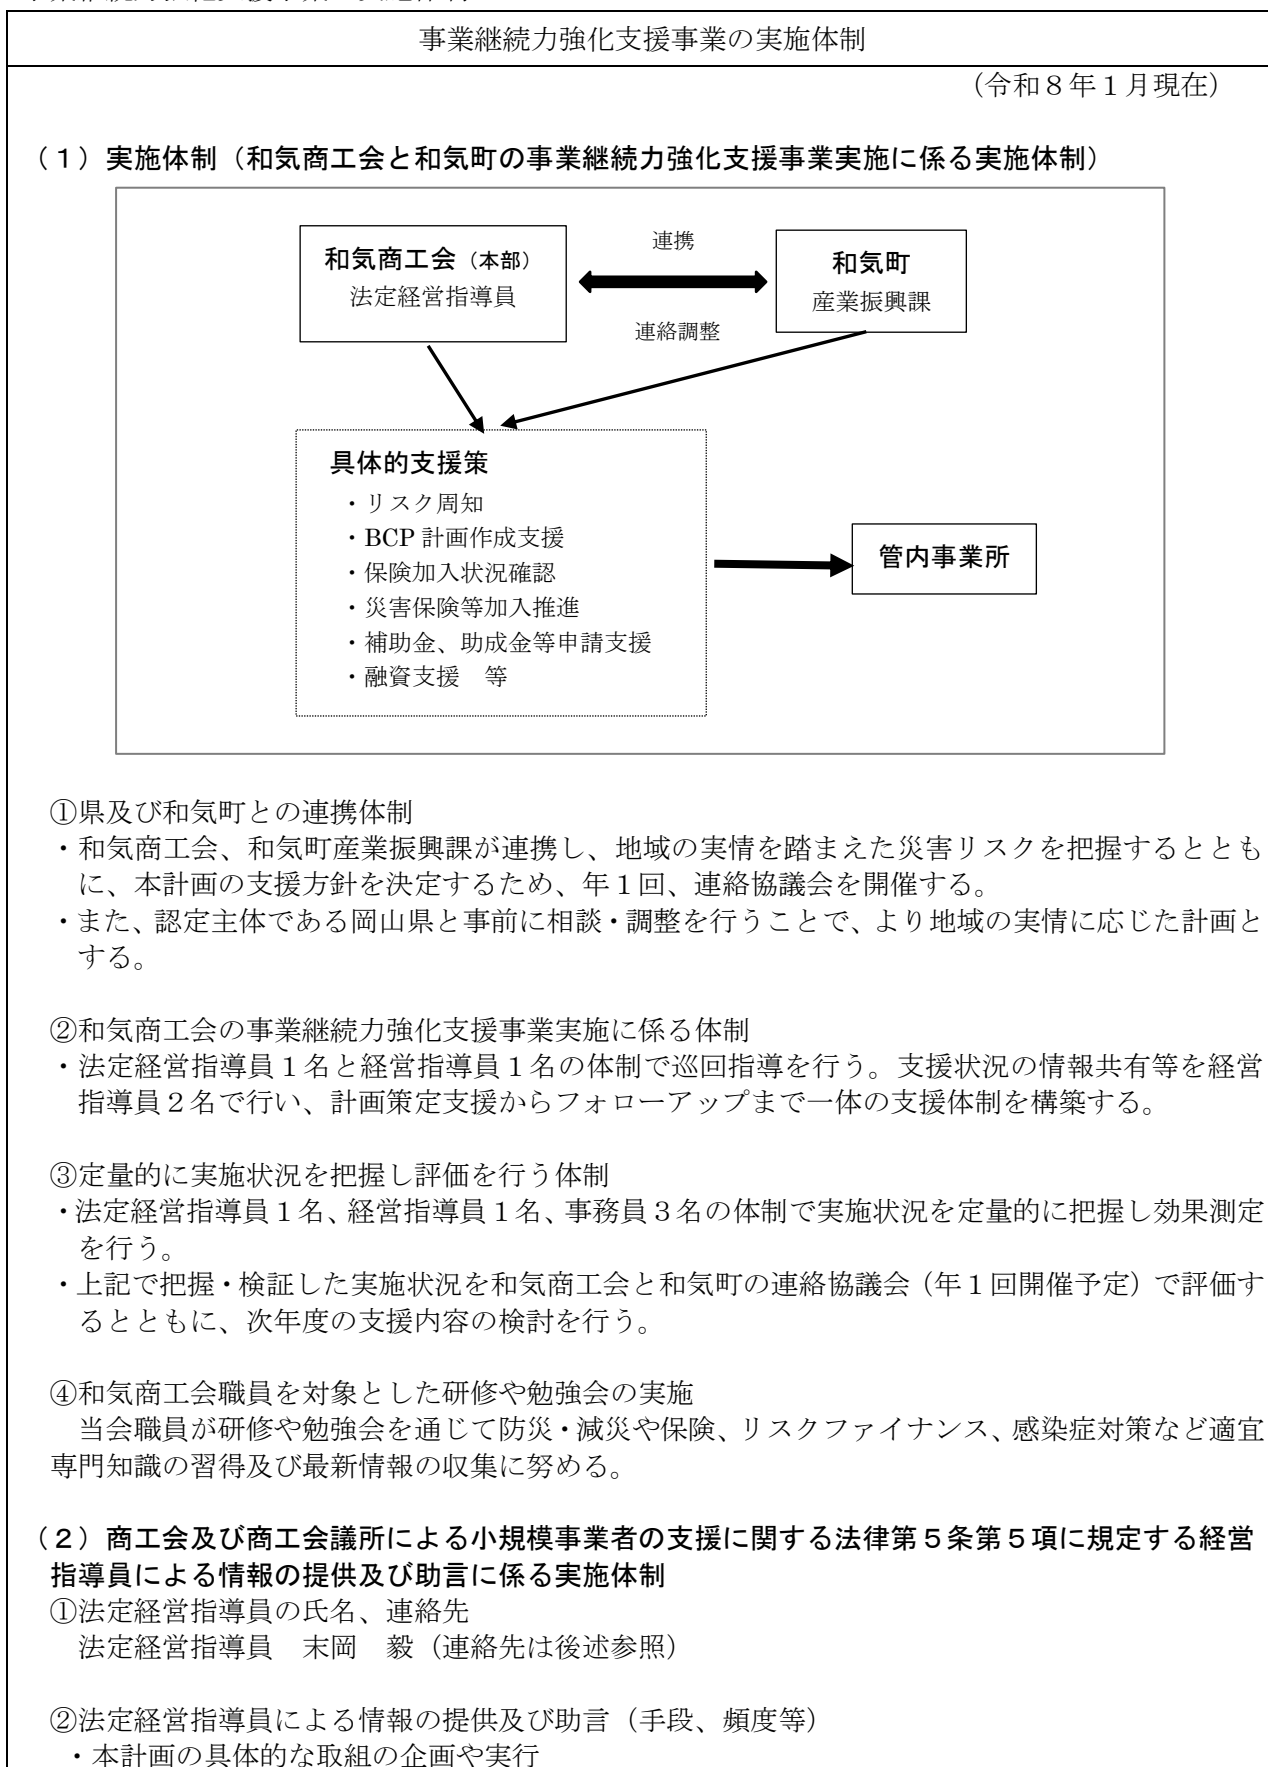 事業継続力強化支援事業の実施体制
（令和８年１月現在）
（１）実施体制（和気商工会と和気町の事業継続力強化支援事業実施に係る実施体制）
和気商工会（本部）
法定経営指導員
連携
連絡調整
和気町
産業振興課
具体的支援策
・リスク周知
・BCP 計画作成支援
・保険加入状況確認
・災害保険等加入推進
・補助金、助成金等申請支援
・融資支援　等
管内事業所
①県及び和気町との連携体制
・和気商工会、和気町産業振興課が連携し、地域の実情を踏まえた災害リスクを把握するととも
に、本計画の支援方針を決定するため、年１回、連絡協議会を開催する。
・また、認定主体である岡山県と事前に相談・調整を行うことで、より地域の実情に応じた計画と
する。
②和気商工会の事業継続力強化支援事業実施に係る体制
・法定経営指導員１名と経営指導員１名の体制で巡回指導を行う。支援状況の情報共有等を経営
指導員２名で行い、計画策定支援からフォローアップまで一体の支援体制を構築する。
③定量的に実施状況を把握し評価を行う体制
・法定経営指導員１名、経営指導員１名、事務員３名の体制で実施状況を定量的に把握し効果測定
を行う。
・上記で把握・検証した実施状況を和気商工会と和気町の連絡協議会（年１回開催予定）で評価す
るとともに、次年度の支援内容の検討を行う。
④和気商工会職員を対象とした研修や勉強会の実施
当会職員が研修や勉強会を通じて防災・減災や保険、リスクファイナンス、感染症対策など適宜
専門知識の習得及び最新情報の収集に努める。
（２）商工会及び商工会議所による小規模事業者の支援に関する法律第５条第５項に規定する経営
指導員による情報の提供及び助言に係る実施体制
①法定経営指導員の氏名、連絡先
法定経営指導員　末岡　毅（連絡先は後述参照）
②法定経営指導員による情報の提供及び助言（手段、頻度等）
・本計画の具体的な取組の企画や実行